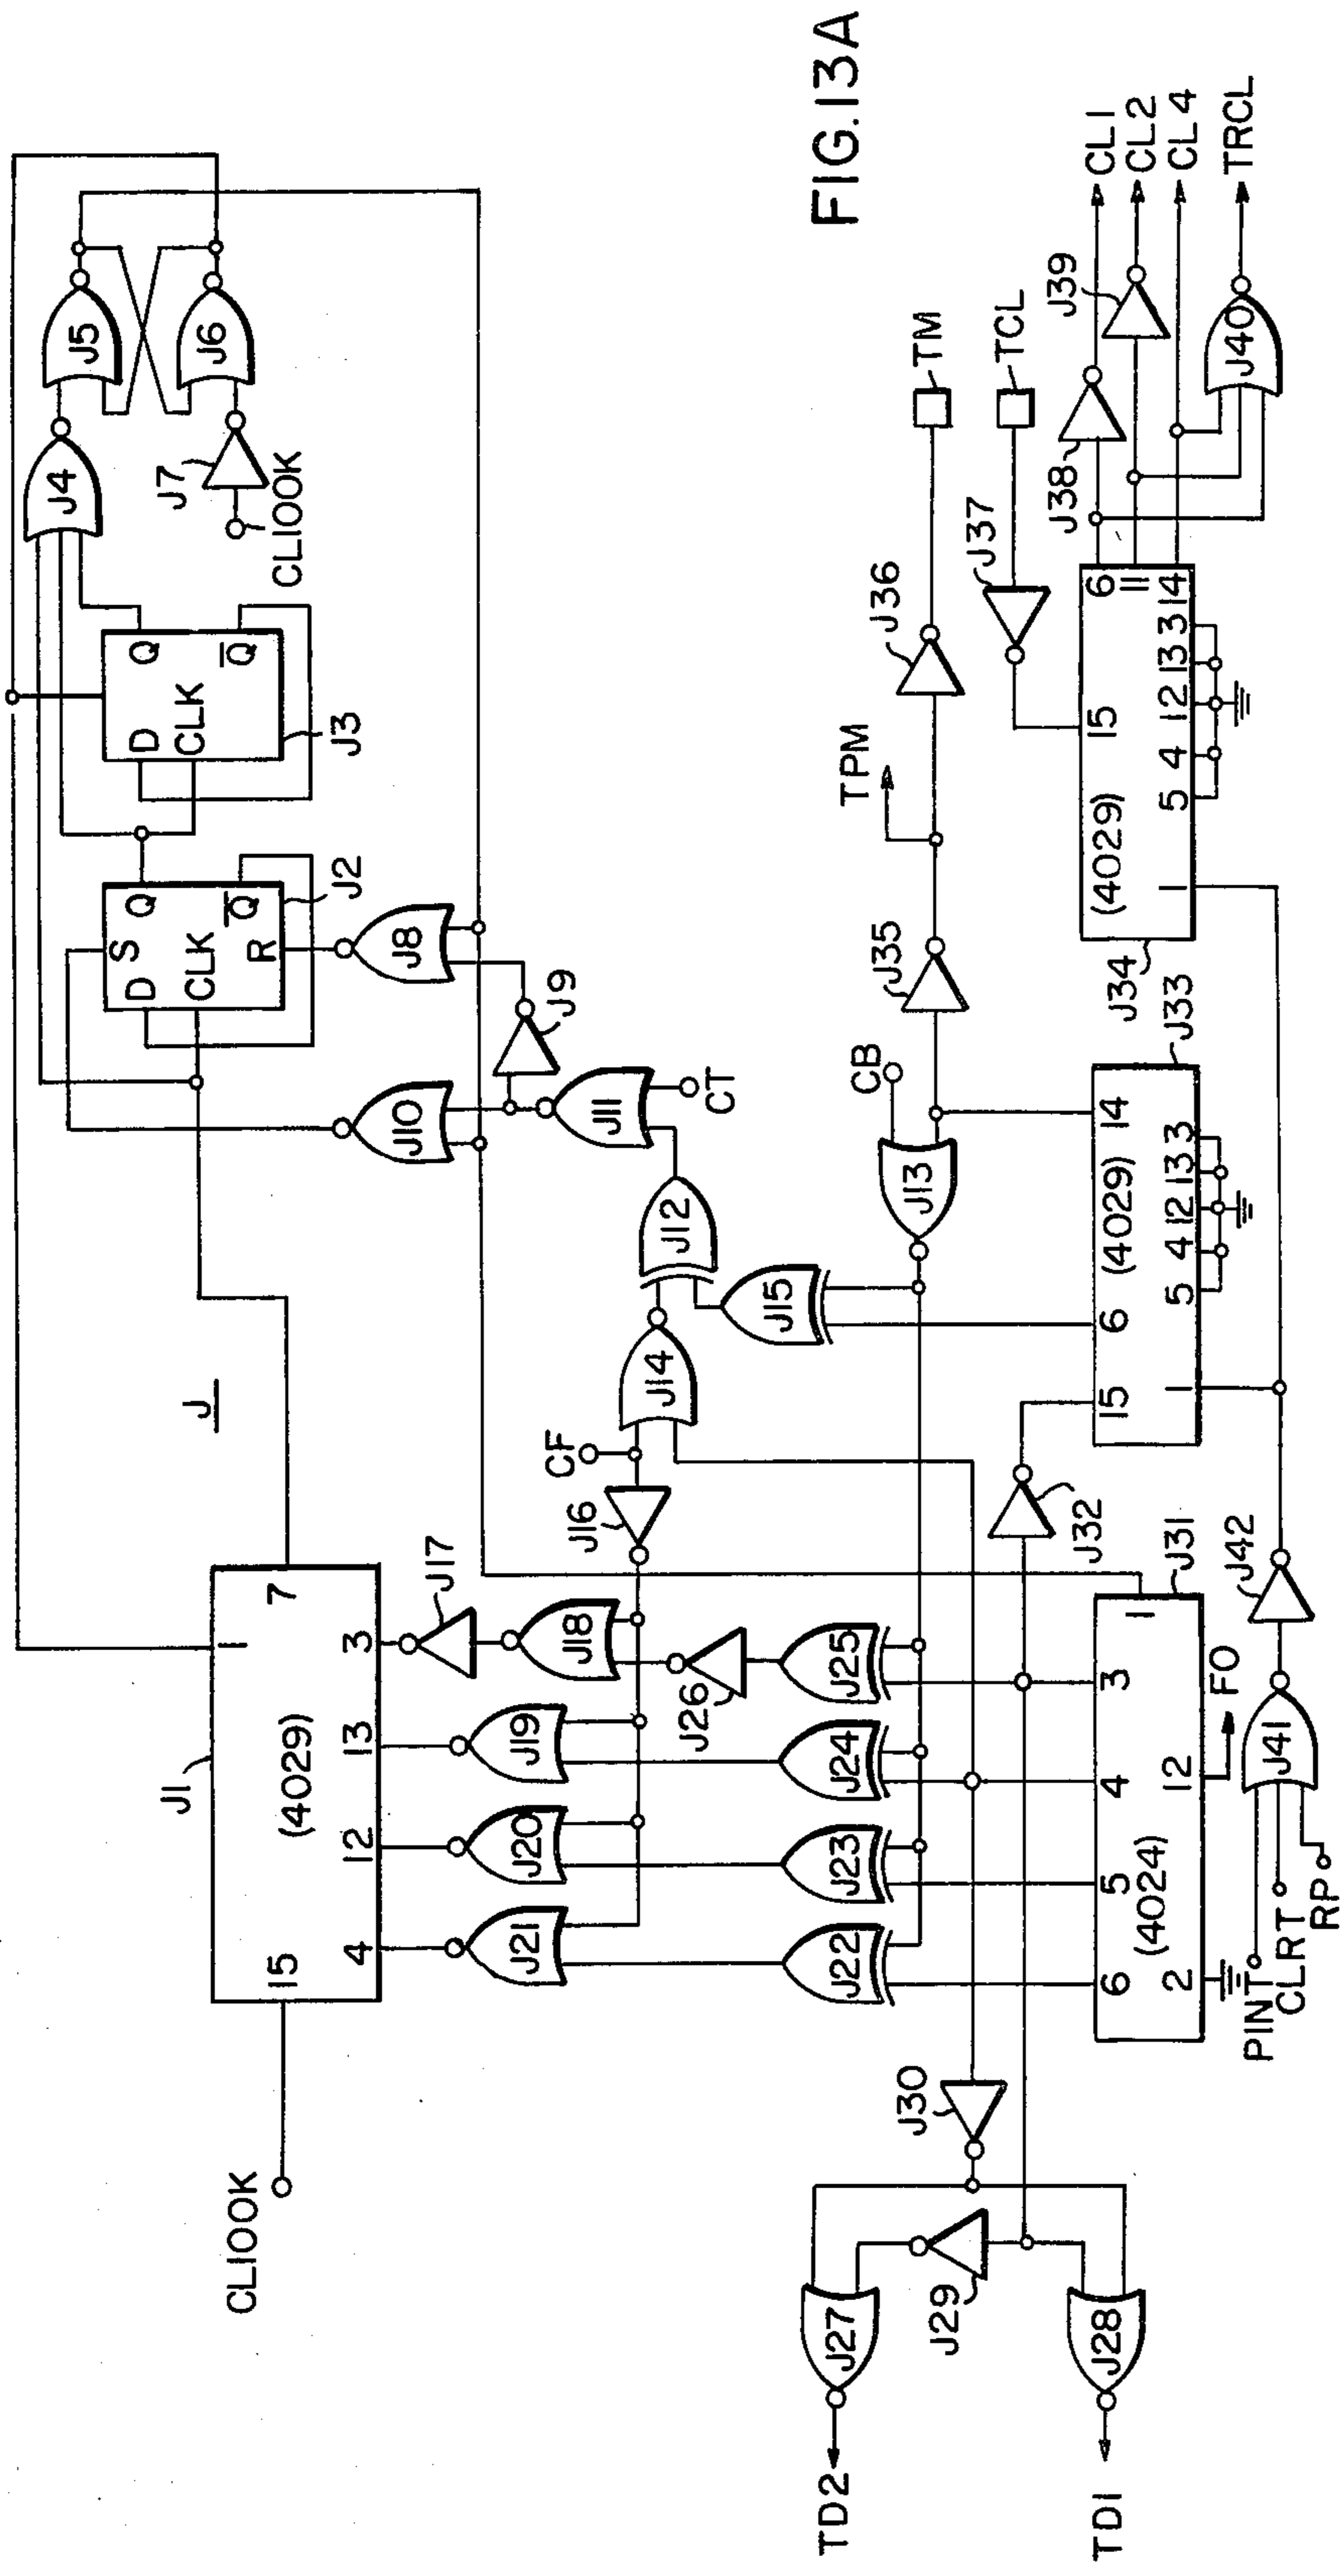 FIG.13A
J
CL100K
J1
(4029)
15
7
1
4
12
13
3
J17
J21
J20
J19
J18
J16
CF
J26
J22
J23
J24
J25
J14
J12
J15
J13
CB
J10
J11
CT
J9
J8
S
D
CLK
R
Q
Q
J2
D
CLK
Q
Q
J3
J4
J5
J6
J7
CL100K
TPM
J35
J36
TM
J37
TCL
J38
J39
J40
CL1
CL2
CL4
TRCL
J34
(4029)
15
6
11
14
1
5
4
12
13
3
J33
(4029)
15
6
14
1
5
4
12
13
3
J32
J31
(4024)
6
5
4
3
1
2
12
FO
J42
J41
PINT
CLRT
RP
J30
J29
J27
J28
TD2
TD1